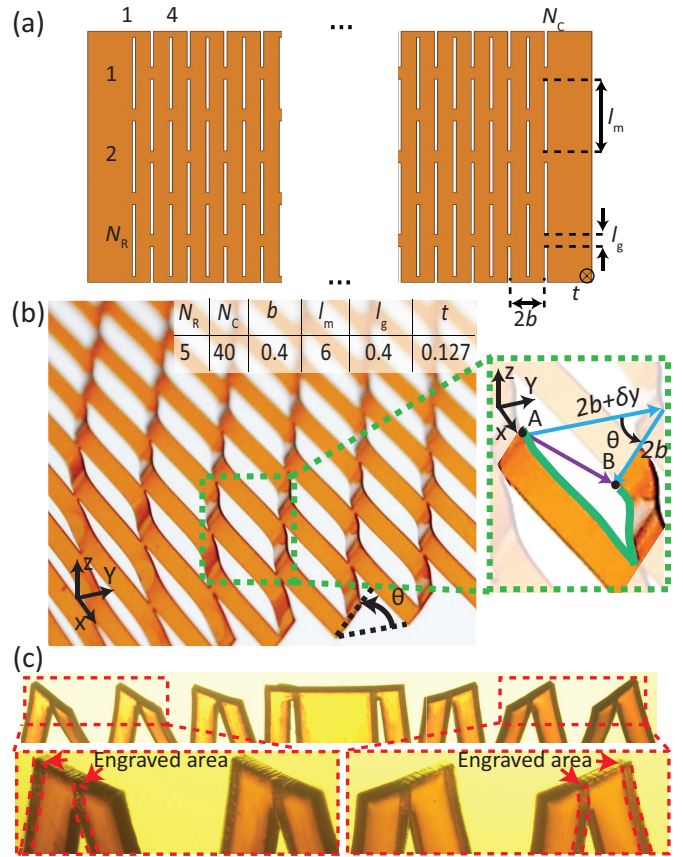 (a)
1 4 ... N_C
1
2
N_R
l_m
l_g
...
2b
t
(b)
N_R N_C b l_m l_g t
5 40 0.4 6 0.4 0.127
z
Y
x
A
2b+δy
θ
2b
B
z
Y
x
θ
(c)
Engraved area Engraved area